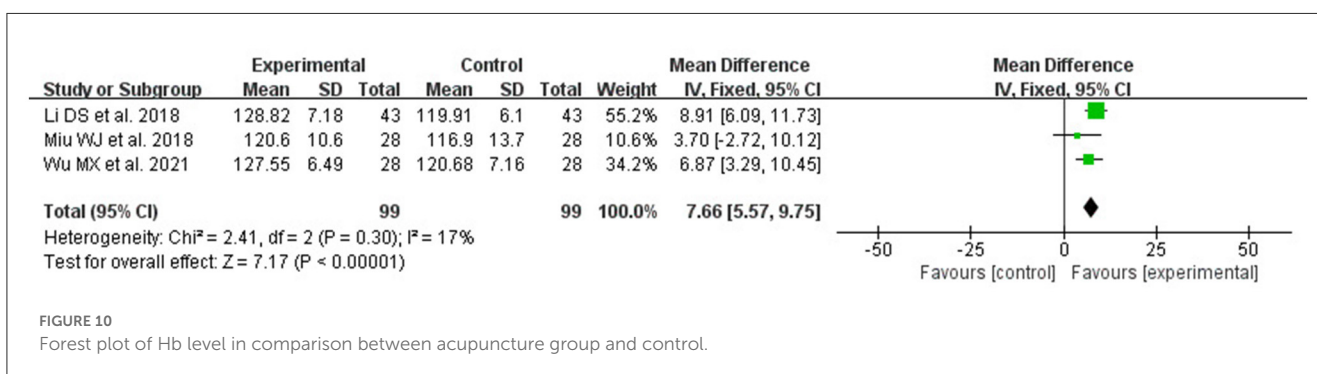 Experimental Control Mean Difference Mean Difference
Study or Subgroup Mean SD Total Mean SD Total Weight IV, Fixed, 95% CI IV, Fixed, 95% CI
Li DS et al. 2018 128.82 7.18 43 119.91 6.1 43 55.2% 8.91 [6.09, 11.73]
Miu WJ et al. 2018 120.6 10.6 28 116.9 13.7 28 10.6% 3.70 [-2.72, 10.12]
Wu MX et al. 2021 127.55 6.49 28 120.68 7.16 28 34.2% 6.87 [3.29, 10.45]
Total (95% CI) 99 99 100.0% 7.66 [5.57, 9.75]
Heterogeneity: Chi² = 2.41, df = 2 (P = 0.30); I² = 17%
Test for overall effect: Z = 7.17 (P < 0.00001)
-50 -25 0 25 50
Favours [control] Favours [experimental]
FIGURE 10
Forest plot of Hb level in comparison between acupuncture group and control.